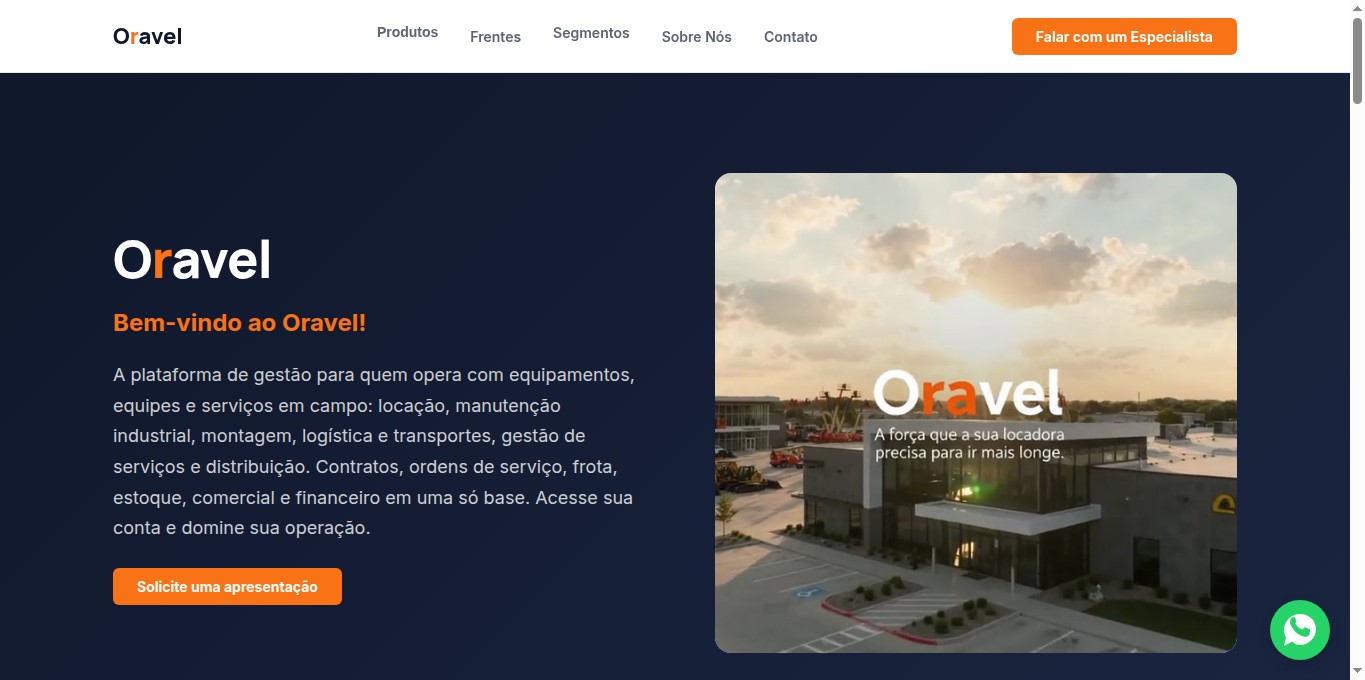 Oravel
Produtos
Frentes
Segmentos
Sobre Nós
Contato
Falar com um Especialista
Oravel
Bem-vindo ao Oravel!
A plataforma de gestão para quem opera com equipamentos,
equipes e serviços em campo: locação, manutenção
industrial, montagem, logística e transportes, gestão de
serviços e distribuição. Contratos, ordens de serviço, frota,
estoque, comercial e financeiro em uma só base. Acesse sua
conta e domine sua operação.
Solicite uma apresentação
Oravel
A força que a sua locadora
precisa para ir mais longe.